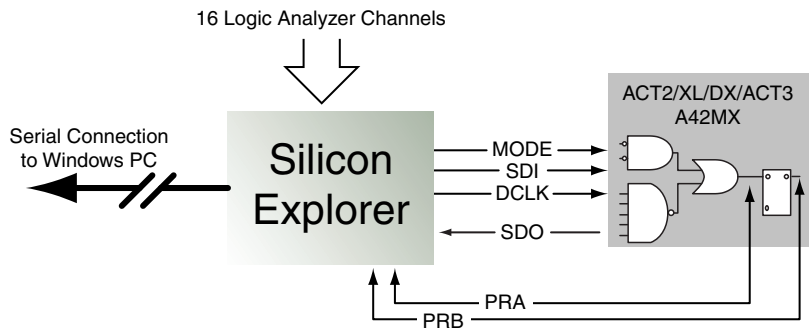 16 Logic Analyzer Channels
Serial Connection
to Windows PC
Silicon
Explorer
MODE
SDI
DCLK
SDO
ACT2/XL/DX/ACT3
A42MX
PRA
PRB